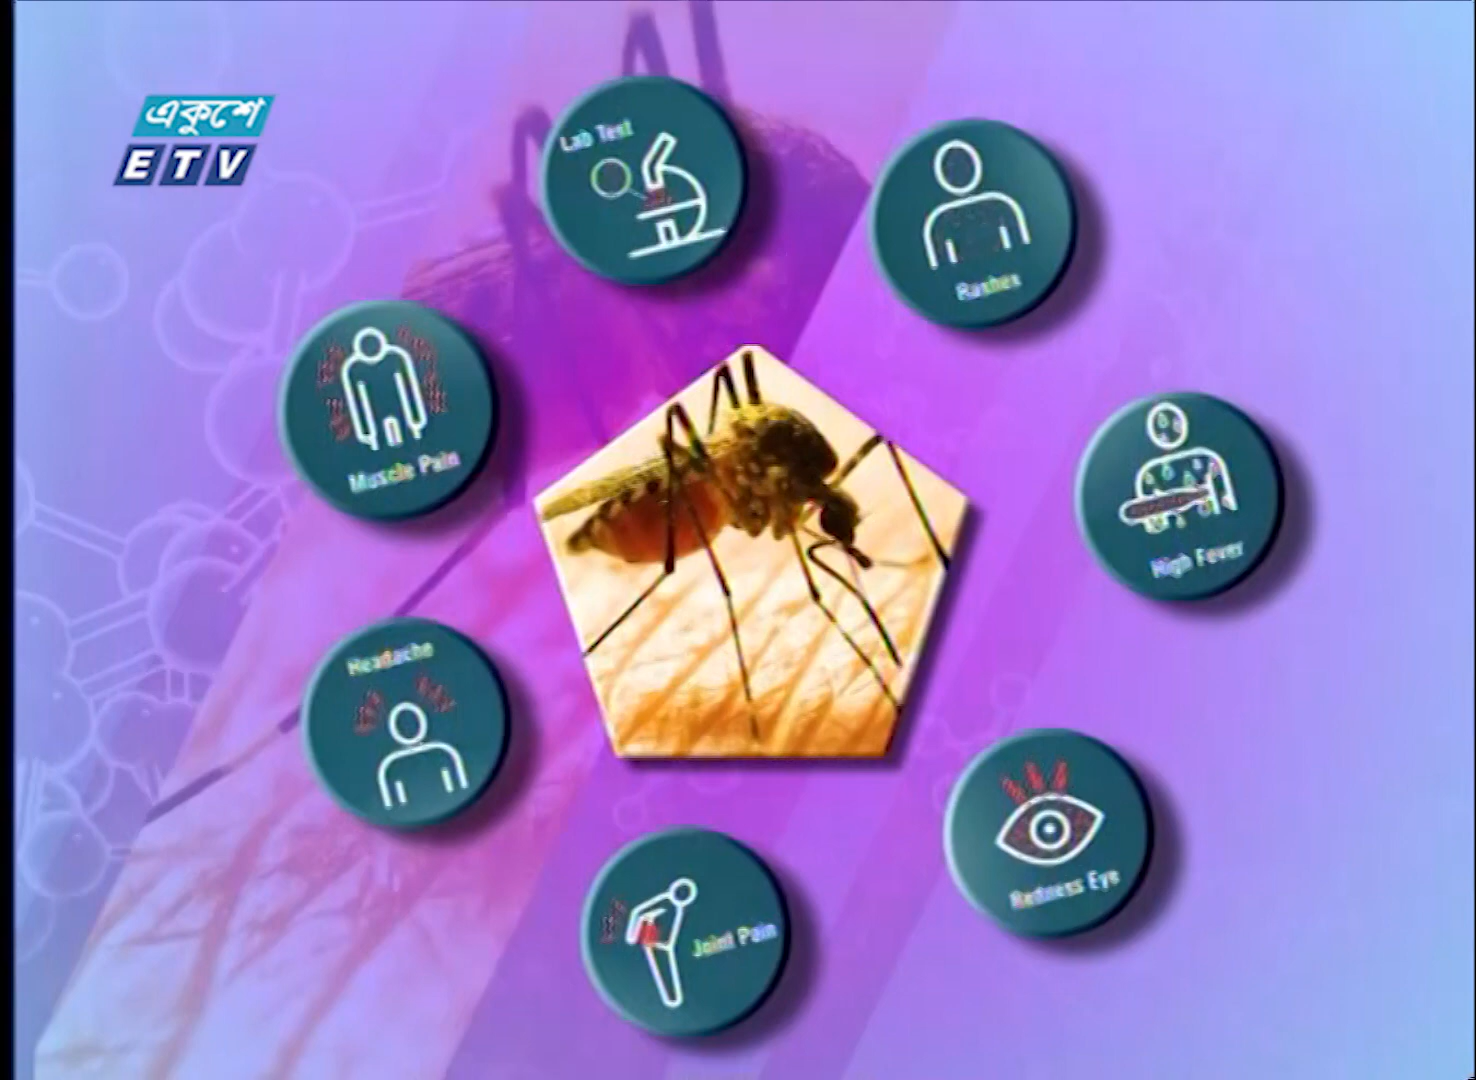 একুশে
ETV
Lab Test
Rashes
Muscle Pain
High Fever
Headache
Redness Eye
Joint Pain